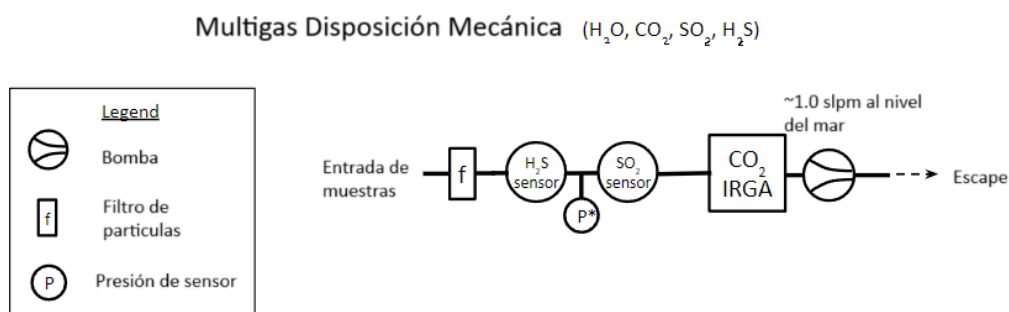 Multigas Disposición Mecánica (H₂O, CO₂, SO₂, H₂S)
Legend
Bomba
f
Filtro de
particulas
P
Presión de sensor
Entrada de
muestras
f
H₂S
sensor
P*
SO₂
sensor
CO₂
IRGA
~1.0 slpm al nivel
del mar
Escape